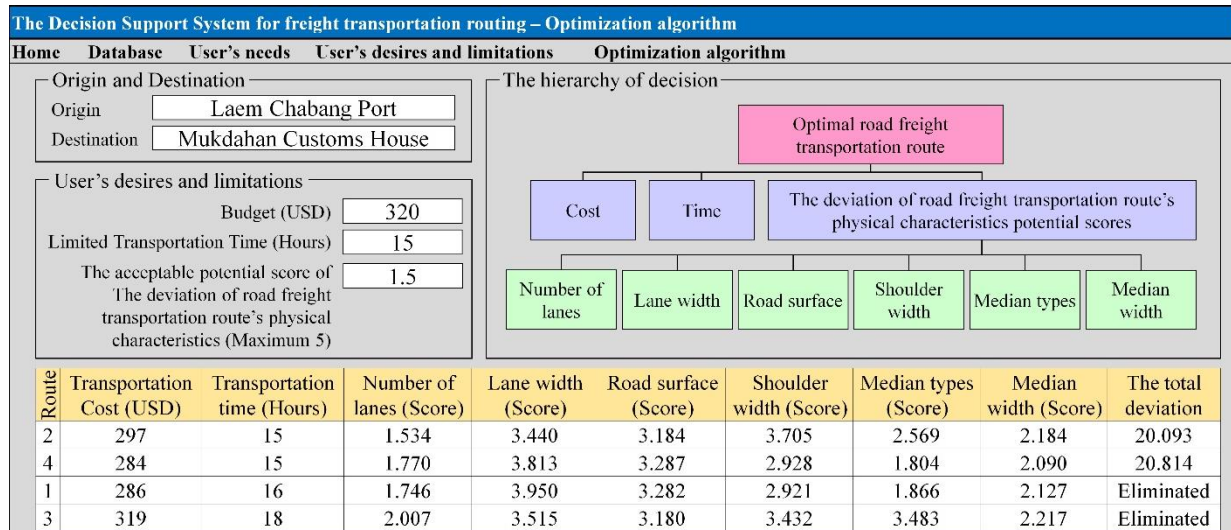 The Decision Support System for freight transportation routing – Optimization algorithm
Home Database User's needs User's desires and limitations Optimization algorithm
Origin and Destination
Origin Laem Chabang Port
Destination Mukdahan Customs House
User's desires and limitations
Budget (USD) 320
Limited Transportation Time (Hours) 15
The acceptable potential score of 1.5
The deviation of road freight
transportation route's physical
characteristics (Maximum 5)
The hierarchy of decision
Optimal road freight
transportation route
Cost
Time
The deviation of road freight transportation route's
physical characteristics potential scores
Number of
lanes
Lane width
Road surface
Shoulder
width
Median types
Median
width
Route
Transportation
Cost (USD)
Transportation
time (Hours)
Number of
lanes (Score)
Lane width
(Score)
Road surface
(Score)
Shoulder
width (Score)
Median types
(Score)
Median
width (Score)
The total
deviation
2 297 15 1.534 3.440 3.184 3.705 2.569 2.184 20.093
4 284 15 1.770 3.813 3.287 2.928 1.804 2.090 20.814
1 286 16 1.746 3.950 3.282 2.921 1.866 2.127 Eliminated
3 319 18 2.007 3.515 3.180 3.432 3.483 2.217 Eliminated